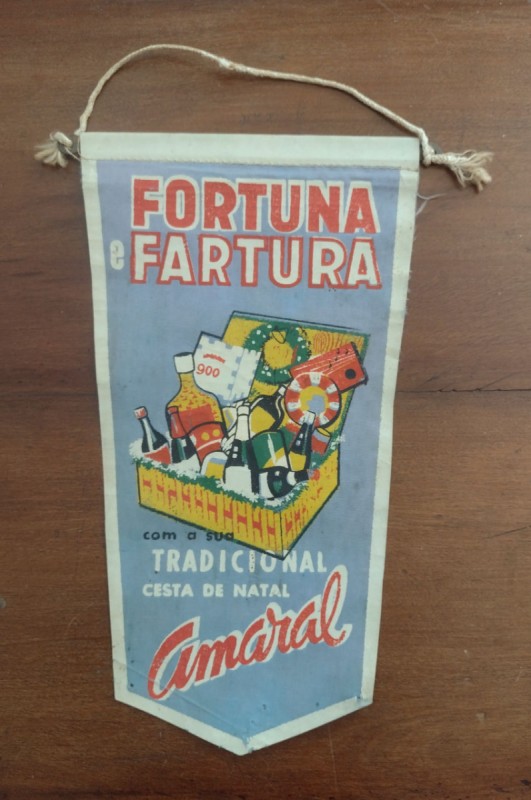 FORTUNA
e FARTURA
900
com a sua
TRADICIONAL
CESTA DE NATAL
Amaral